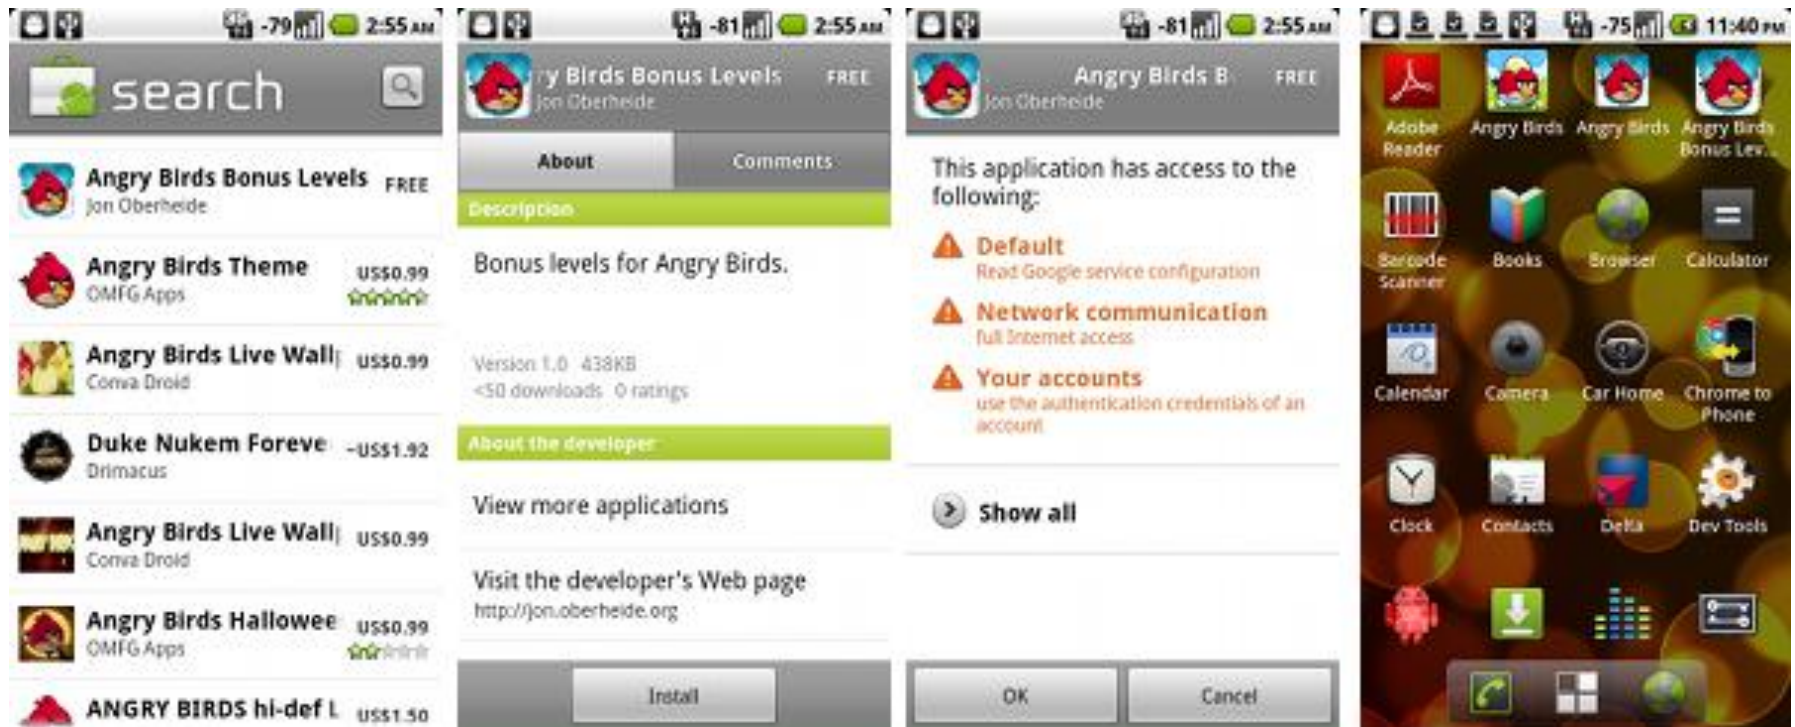 -79 2:55 AM
search
Angry Birds Bonus Levels FREE
Jon Oberheide
Angry Birds Theme US$0.99
OMFG Apps
Angry Birds Live Wall US$0.99
Conva Droid
Duke Nukem Foreve ~US$1.92
Drimacus
Angry Birds Live Wall US$0.99
Conva Droid
Angry Birds Hallowee US$0.99
OMFG Apps
ANGRY BIRDS hi-def L US$1.50
-81 2:55 AM
ry Birds Bonus Levels FREE
Jon Oberheide
About Comments
Description
Bonus levels for Angry Birds.
Version 1.0 438KB
<50 downloads 0 ratings
About the developer
View more applications
Visit the developer's Web page
http://jon.oberheide.org
Install
-81 2:55 AM
Angry Birds B FREE
Jon Oberheide
This application has access to the
following:
Default
Read Google service configuration
Network communication
full Internet access
Your accounts
use the authentication credentials of an
account
Show all
OK Cancel
-75 11:40 PM
Adobe Angry Birds Angry Birds Angry Birds
Reader Bonus Lev...
Barcode Books Browser Calculator
Scanner
Calendar Camera Car Home Chrome to
Phone
Clock Contacts Delta Dev Tools